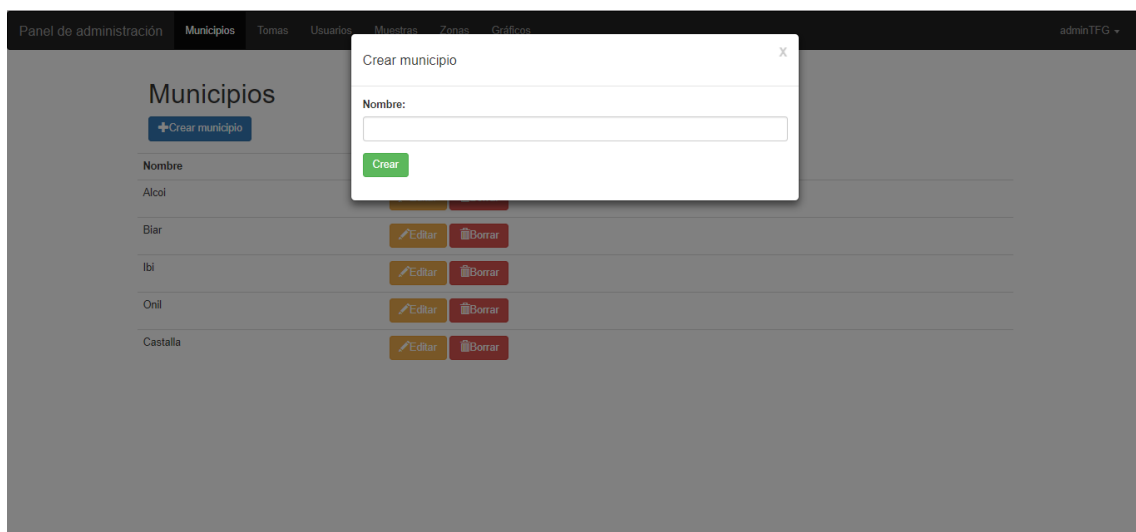 Panel de administración Municipios Tomas Usuarios Muestras Zonas Gráficos adminTFG
Crear municipio X
Municipios
Nombre:
Crear municipio
Crear
Nombre
Alcoi
Biar Editar Borrar
Ibi Editar Borrar
Onil Editar Borrar
Castalla Editar Borrar